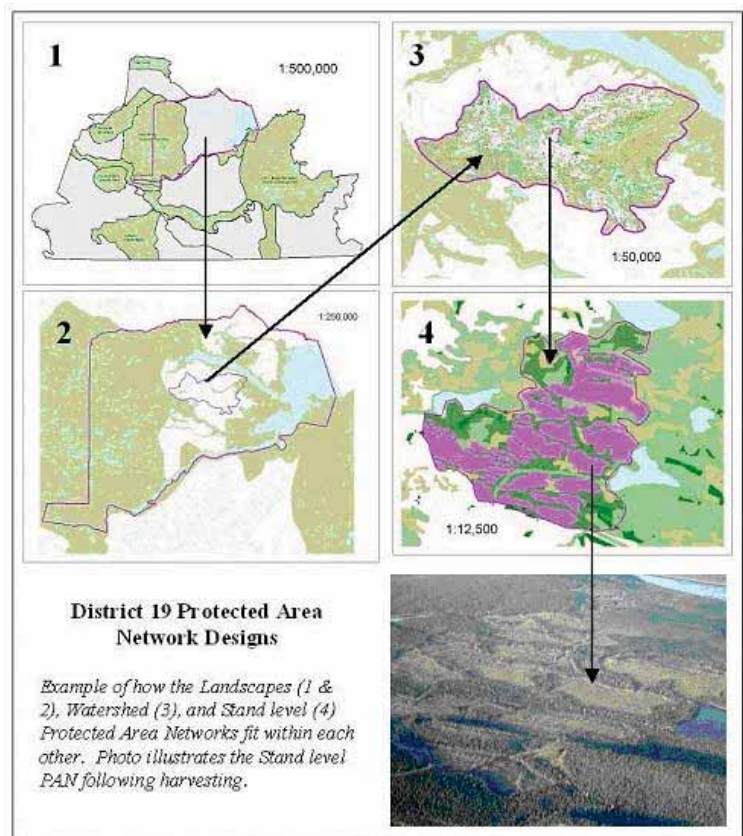 1
1:500,000
2
1:250,000
3
1:50,000
4
1:12,500
District 19 Protected Area
Network Designs
Example of how the Landscapes (1 &
2), Watershed (3), and Stand level (4)
Protected Area Networks fit within each
other. Photo illustrates the Stand level
PAN following harvesting.